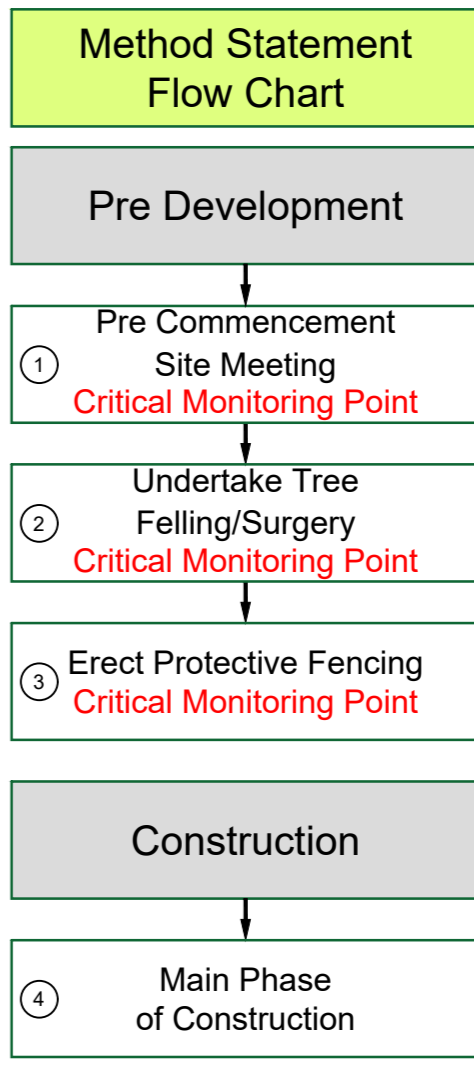 Method Statement
Flow Chart
Pre Development
Pre Commencement
1
Site Meeting
Critical Monitoring Point
Undertake Tree
2
Felling/Surgery
Critical Monitoring Point
3
Erect Protective Fencing
Critical Monitoring Point
Construction
Main Phase
4
of Construction